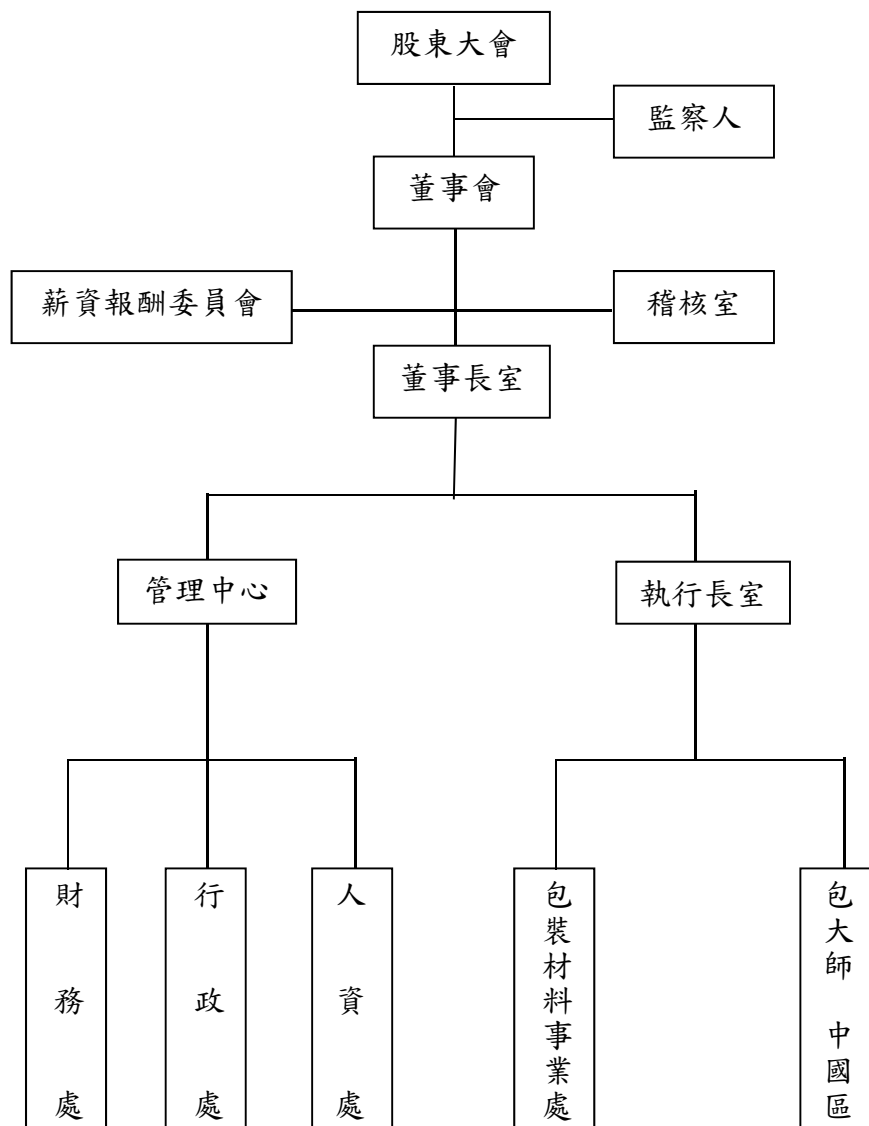 股東大會
監察人
董事會
薪資報酬委員會
稽核室
董事長室
管理中心
執行長室
財務處
行政處
人資處
包裝材料事業處
包大師 中國區